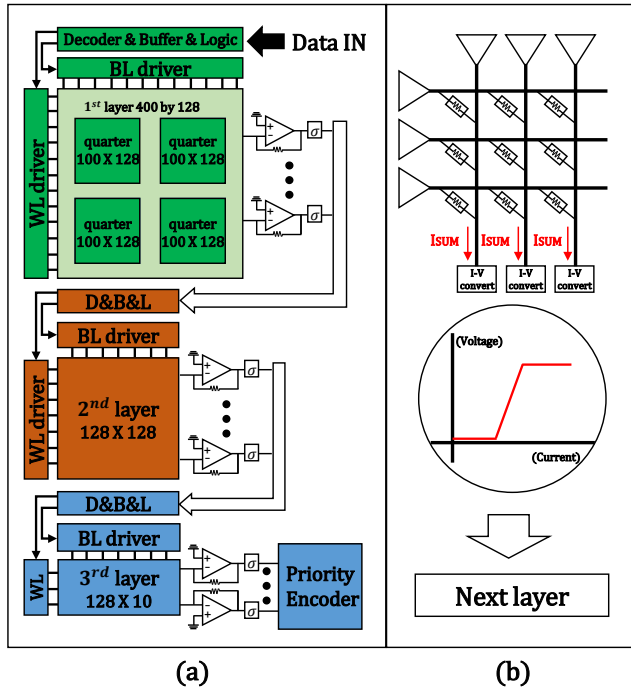 Decoder & Buffer & Logic
Data IN
BL driver
WL driver
1st layer 400 by 128
quarter
100 X 128
quarter
100 X 128
quarter
100 X 128
quarter
100 X 128
σ
σ
D&B&L
BL driver
WL driver
2nd layer
128 X 128
σ
σ
D&B&L
BL driver
WL
3rd layer
128 X 10
σ
σ
Priority
Encoder
(a)
ISUM ISUM ISUM
I-V
convert
I-V
convert
I-V
convert
(Voltage)
(Current)
Next layer
(b)